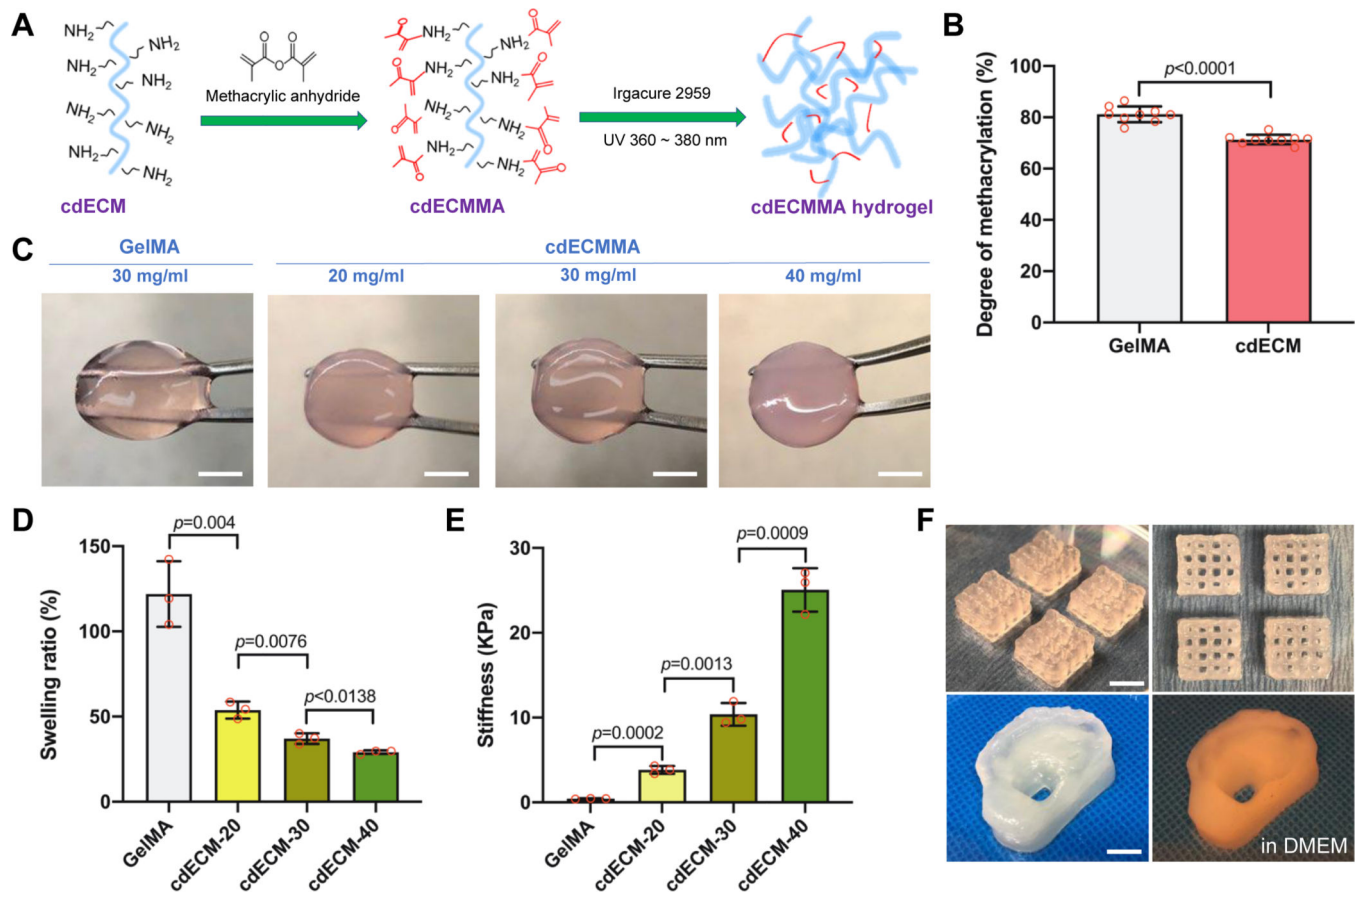 A
NH₂ NH₂
NH₂ NH₂
NH₂ NH₂
NH₂ NH₂
cdECM
O O
O
Methacrylic anhydride
O NH₂ NH₂ O
O NH₂ NH₂ O
O NH₂ NH₂ O
O NH₂ NH₂ O
cdECMMA
Irgacure 2959
UV 360 ~ 380 nm
cdECMMA hydrogel
B
Degree of methacrylation (%)
100
80
60
40
20
0
p<0.0001
GelMA cdECM
C
GelMA cdECMMA
30 mg/ml 20 mg/ml 30 mg/ml 40 mg/ml
D
Swelling ratio (%)
150
100
50
0
p=0.004
p=0.0076
p<0.0138
GelMA
cdECM-20
cdECM-30
cdECM-40
E
Stiffness (KPa)
30
20
10
0
p=0.0009
p=0.0013
p=0.0002
GelMA
cdECM-20
cdECM-30
cdECM-40
F
in DMEM